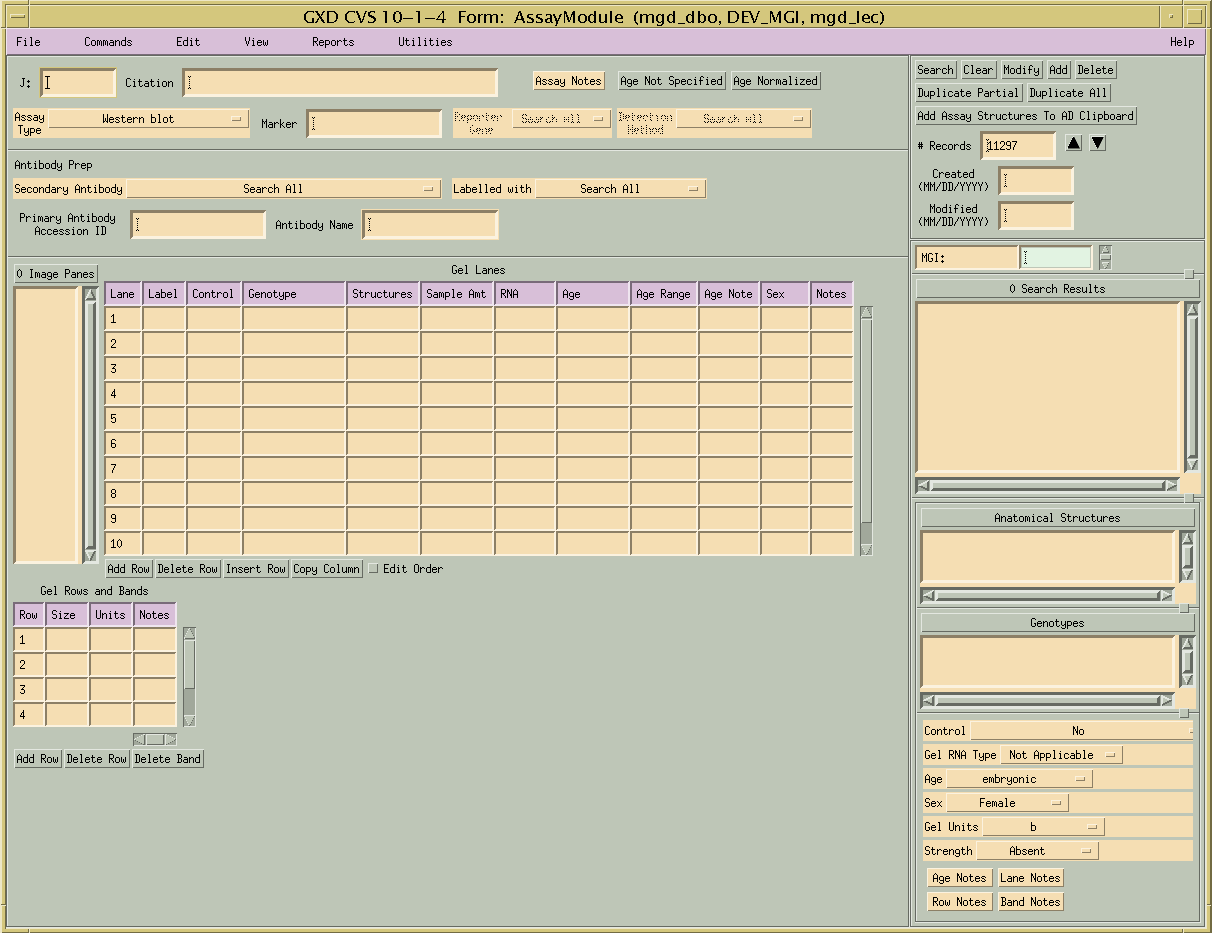 GXD CVS 10-1-4 Form: AssayModule (mgd_dbo, DEV_MGI, mgd_lec)
File Commands Edit View Reports Utilities Help
J: Citation Assay Notes Age Not Specified Age Normalized
Assay Type Western blot Marker Reporter Gene Search All Detection Method Search All
Antibody Prep
Secondary Antibody Search All Labelled with Search All
Primary Antibody Accession ID Antibody Name
0 Image Panes
Gel Lanes
Lane Label Control Genotype Structures Sample Amt RNA Age Age Range Age Note Sex Notes
1
2
3
4
5
6
7
8
9
10
Add Row Delete Row Insert Row Copy Column Edit Order
Gel Rows and Bands
Row Size Units Notes
1
2
3
4
Add Row Delete Row Delete Band
Search Clear Modify Add Delete
Duplicate Partial Duplicate All
Add Assay Structures To AD Clipboard
# Records 11297
Created
(MM/DD/YYYY)
Modified
(MM/DD/YYYY)
MGI:
0 Search Results
Anatomical Structures
Genotypes
Control No
Gel RNA Type Not Applicable
Age embryonic
Sex Female
Gel Units b
Strength Absent
Age Notes Lane Notes
Row Notes Band Notes